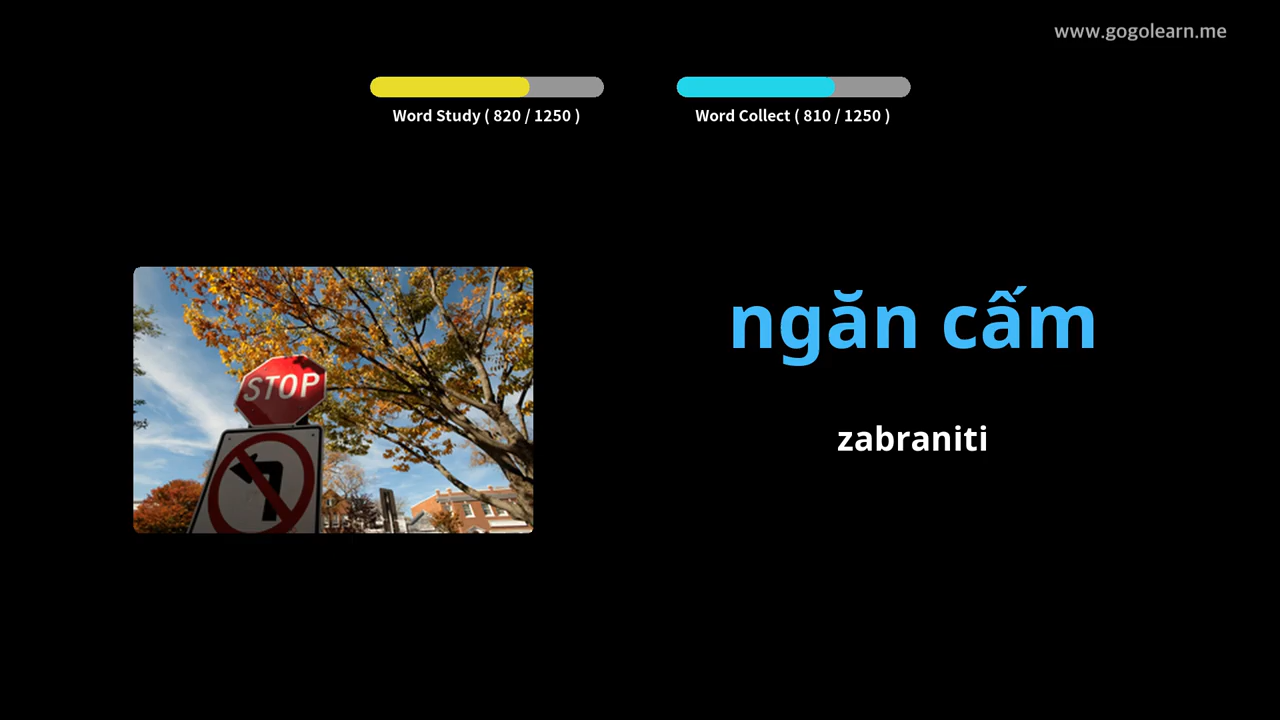 www.gogolearn.me
Word Study ( 820 / 1250 )
Word Collect ( 810 / 1250 )
STOP
ngăn cấm
zabraniti